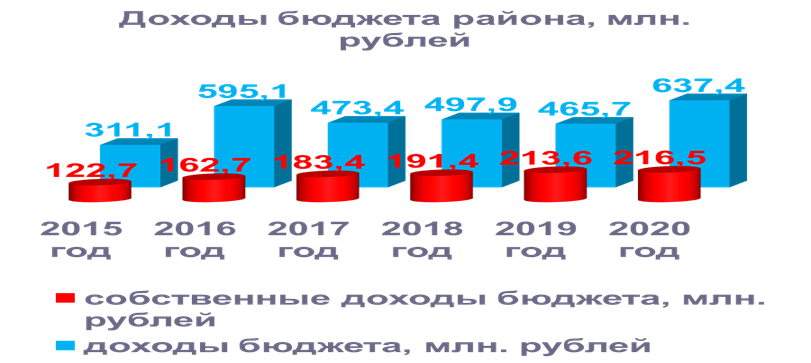 Доходы бюджета района, млн.
рублей
637,4
595,1
497,9
473,4
465,7
311,1
122,7 162,7 183,4 191,4 213,6 216,5
2015 2016 2017 2018 2019 2020
год год год год год год
собственные доходы бюджета, млн.
рублей
доходы бюджета, млн. рублей